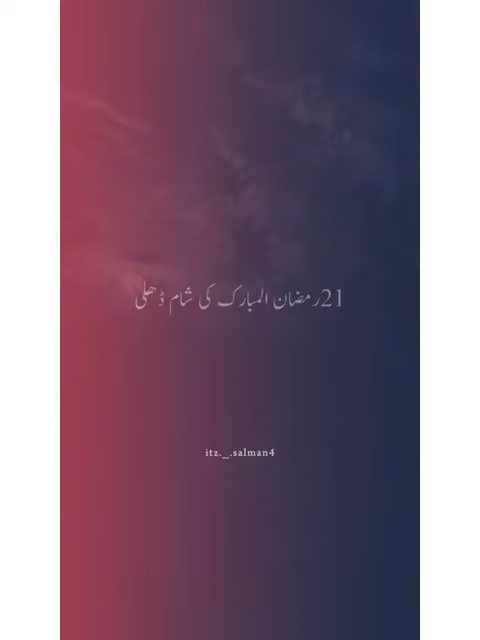 21رمضان المبارک کی شام ڈھلی
itz._.salman4